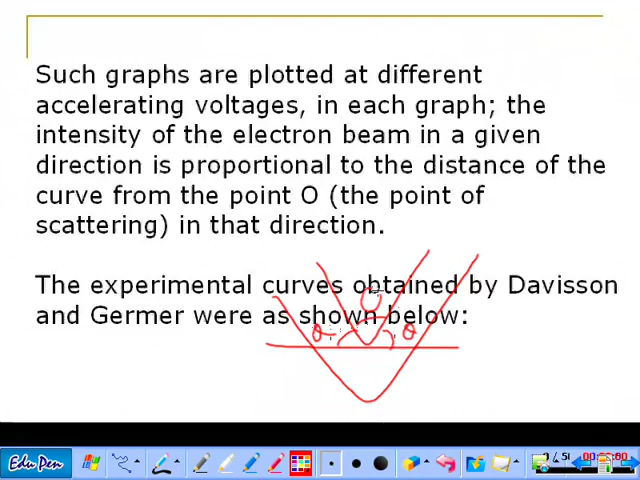 Such graphs are plotted at different
accelerating voltages, in each graph; the
intensity of the electron beam in a given
direction is proportional to the distance of the
curve from the point O (the point of
scattering) in that direction.
The experimental curves obtained by Davisson
and Germer were as shown below:
Edu Pen